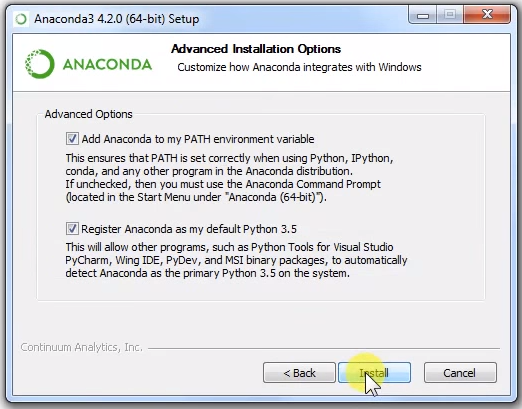 Anaconda3 4.2.0 (64-bit) Setup
Advanced Installation Options
Customize how Anaconda integrates with Windows
ANACONDA
Advanced Options
Add Anaconda to my PATH environment variable
This ensures that PATH is set correctly when using Python, IPython,
conda, and any other program in the Anaconda distribution.
If unchecked, then you must use the Anaconda Command Prompt
(located in the Start Menu under "Anaconda (64-bit)").
Register Anaconda as my default Python 3.5
This will allow other programs, such as Python Tools for Visual Studio
PyCharm, Wing IDE, PyDev, and MSI binary packages, to automatically
detect Anaconda as the primary Python 3.5 on the system.
Continuum Analytics, Inc.
< Back
Install
Cancel